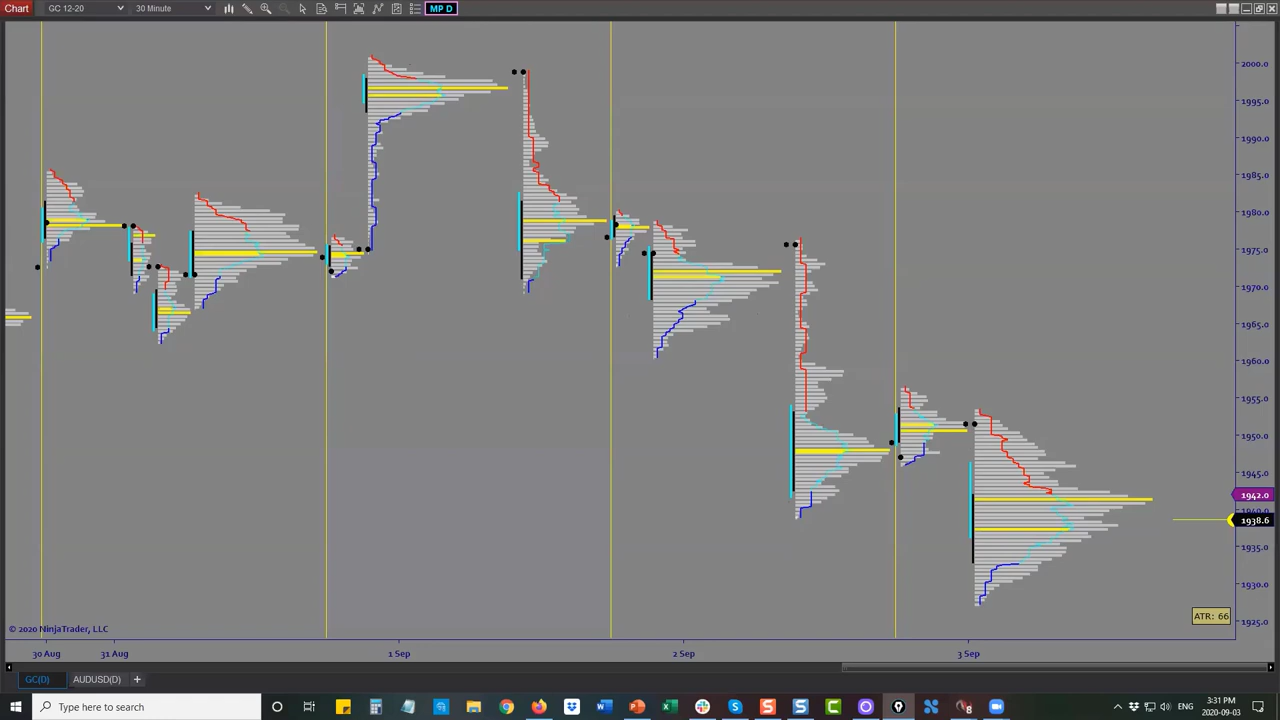 Chart GC 12-20 30 Minute MP D
2000.0
1995.0
1990.0
1985.0
1980.0
1975.0
1970.0
1965.0
1960.0
1955.0
1950.0
1945.0
1942.0
1940.0
1938.6
1935.0
1930.0
1925.0
ATR: 66
© 2020 NinjaTrader, LLC
30 Aug 31 Aug 1 Sep 2 Sep 3 Sep
GC(D) AUDUSD(D) +
Type here to search
ENG
3:31 PM
2020-09-03